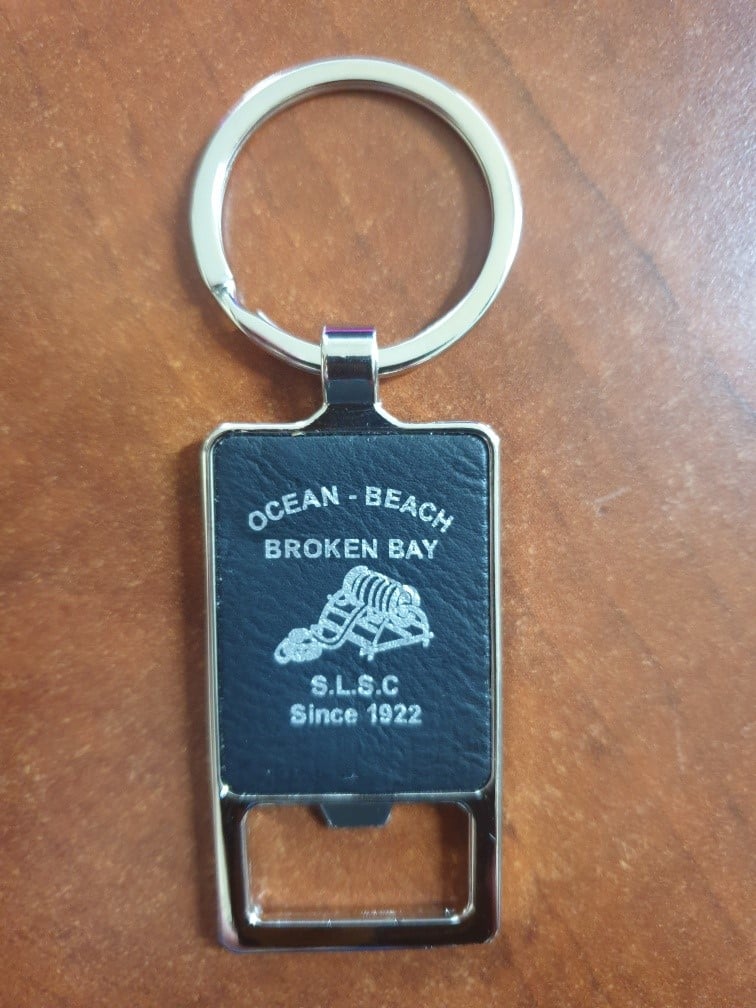 OCEAN - BEACH
BROKEN BAY
S.L.S.C
Since 1922